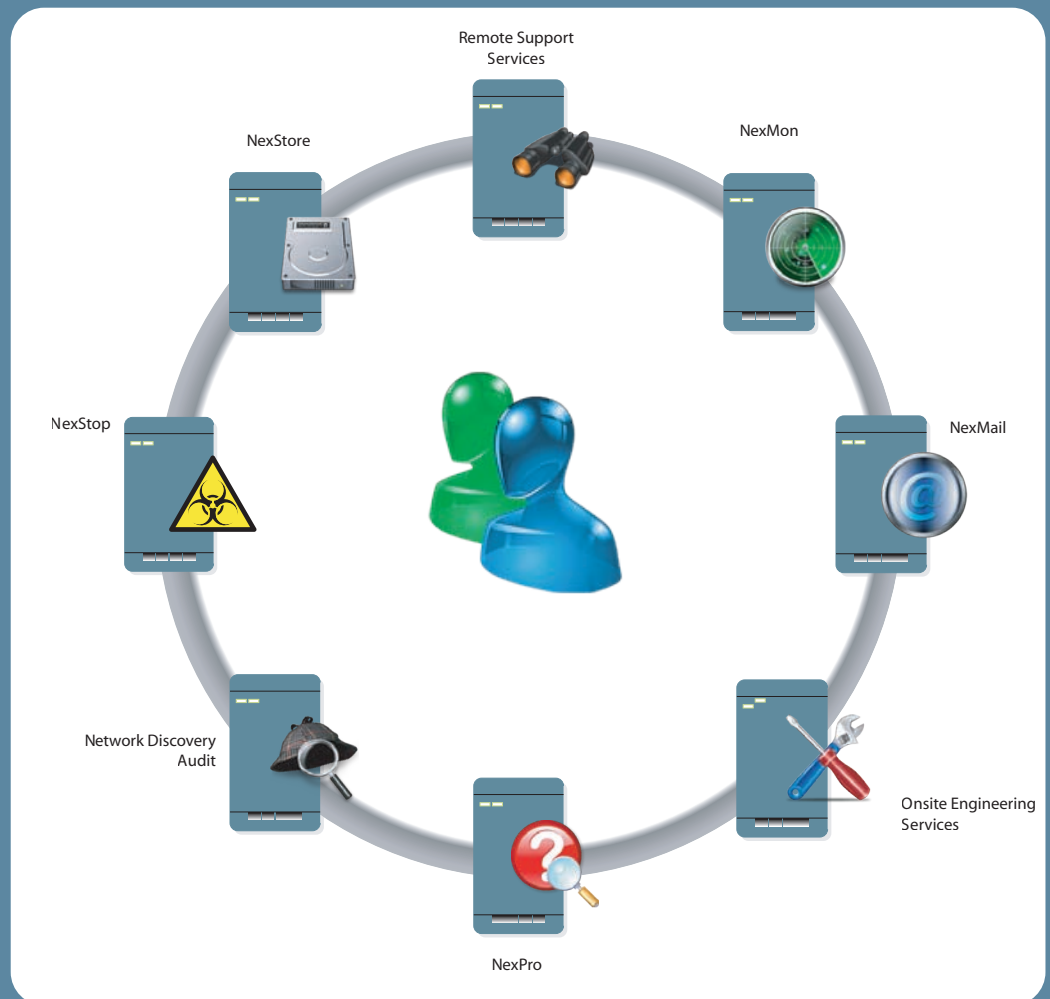 Remote Support
Services
NexStore
NexMon
NexStop
NexMail
@
Network Discovery
Audit
?
Onsite Engineering
Services
NexPro